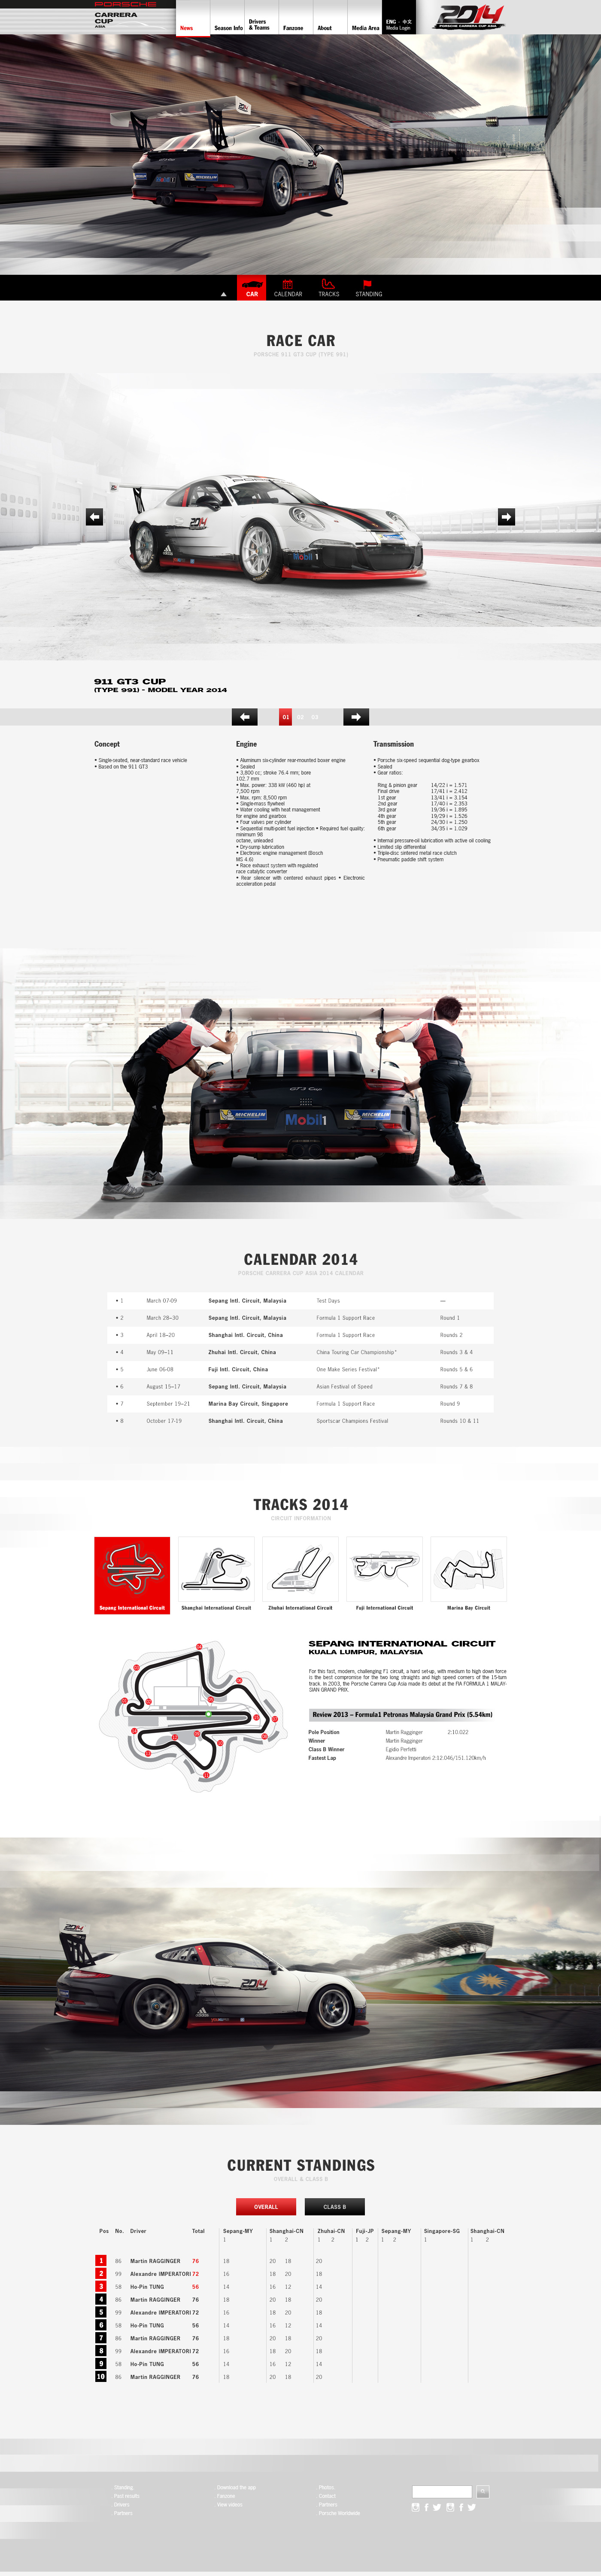 PORSCHE
CARRERA
CUP
ASIA
News
Season Info
Drivers
& Teams
Fanzone
About
Media Area
ENG · 中文
Media Login
2014
PORSCHE CARRERA CUP ASIA
MICHELIN
Mobil 1
CAR
CALENDAR
TRACKS
STANDING
RACE CAR
PORSCHE 911 GT3 CUP (TYPE 991)
2014
adidas
Mobil 1
911 GT3 CUP
(TYPE 991) - MODEL YEAR 2014
01 02 03
Concept
• Single-seated, near-standard race vehicle
• Based on the 911 GT3
Engine
• Aluminum six-cylinder rear-mounted boxer engine
• Sealed
• 3,800 cc; stroke 76.4 mm; bore
102.7 mm
• Max. power: 338 kW (460 hp) at
7,500 rpm
• Max. rpm: 8,500 rpm
• Single-mass flywheel
• Water cooling with heat management
for engine and gearbox
• Four valves per cylinder
• Sequential multi-point fuel injection • Required fuel quality:
minimum 98
octane, unleaded
• Dry-sump lubrication
• Electronic engine management (Bosch
MS 4.6)
• Race exhaust system with regulated
race catalytic converter
• Rear silencer with centered exhaust pipes • Electronic
acceleration pedal
Transmission
• Porsche six-speed sequential dog-type gearbox
• Sealed
• Gear ratios:
Ring & pinion gear 14/22 i = 1.571
Final drive 17/41 i = 2.412
1st gear 13/41 i = 3.154
2nd gear 17/40 i = 2.353
3rd gear 19/36 i = 1.895
4th gear 19/29 i = 1.526
5th gear 24/30 i = 1.250
6th gear 34/35 i = 1.029
• Internal pressure-oil lubrication with active oil cooling
• Limited slip differential
• Triple-disc sintered metal race clutch
• Pneumatic paddle shift system
GT3 Cup
MICHELIN
Mobil 1
MICHELIN
CALENDAR 2014
PORSCHE CARRERA CUP ASIA 2014 CALENDAR
• 1 March 07-09 Sepang Intl. Circuit, Malaysia Test Days —
• 2 March 28–30 Sepang Intl. Circuit, Malaysia Formula 1 Support Race Round 1
• 3 April 18–20 Shanghai Intl. Circuit, China Formula 1 Support Race Rounds 2
• 4 May 09–11 Zhuhai Intl. Circuit, China China Touring Car Championship* Rounds 3 & 4
• 5 June 06-08 Fuji Intl. Circuit, China One Make Series Festival* Rounds 5 & 6
• 6 August 15–17 Sepang Intl. Circuit, Malaysia Asian Festival of Speed Rounds 7 & 8
• 7 September 19–21 Marina Bay Circuit, Singapore Formula 1 Support Race Round 9
• 8 October 17-19 Shanghai Intl. Circuit, China Sportscar Champions Festival Rounds 10 & 11
TRACKS 2014
CIRCUIT INFORMATION
Sepang International Circuit
Shanghai International Circuit
Zhuhai International Circuit
Fuji International Circuit
Marina Bay Circuit
SEPANG INTERNATIONAL CIRCUIT
KUALA LUMPUR, MALAYSIA
For this fast, modern, challenging F1 circuit, a hard set-up, with medium to high down force
is the best compromise for the two long straights and high speed corners of the 15-turn
track. In 2003, the Porsche Carrera Cup Asia made its debut at the FIA FORMULA 1 MALAY-
SIAN GRAND PRIX.
Review 2013 – Formula1 Petronas Malaysia Grand Prix (5.54km)
Pole Position Martin Ragginger 2:10.022
Winner Martin Ragginger
Class B Winner Egidio Perfetti
Fastest Lap Alexandre Imperatori 2:12.046/151.120km/h
2014
2014
adidas
CURRENT STANDINGS
OVERALL & CLASS B
OVERALL
CLASS B
Pos No. Driver Total Sepang-MY Shanghai-CN Zhuhai-CN Fuji-JP Sepang-MY Singapore-SG Shanghai-CN
1 1 2 1 2 1 2 1 2 1 1 2
1 86 Martin RAGGINGER 76 18 20 18 20
2 99 Alexandre IMPERATORI 72 16 18 20 18
3 58 Ho-Pin TUNG 56 14 16 12 14
4 86 Martin RAGGINGER 76 18 20 18 20
5 99 Alexandre IMPERATORI 72 16 18 20 18
6 58 Ho-Pin TUNG 56 14 16 12 14
7 86 Martin RAGGINGER 76 18 20 18 20
8 99 Alexandre IMPERATORI 72 16 18 20 18
9 58 Ho-Pin TUNG 56 14 16 12 14
10 86 Martin RAGGINGER 76 18 20 18 20
Standing
Past results
Drivers
Partners
Download the app
Fanzone
View videos
Photos
Contact
Partners
Porsche Worldwide